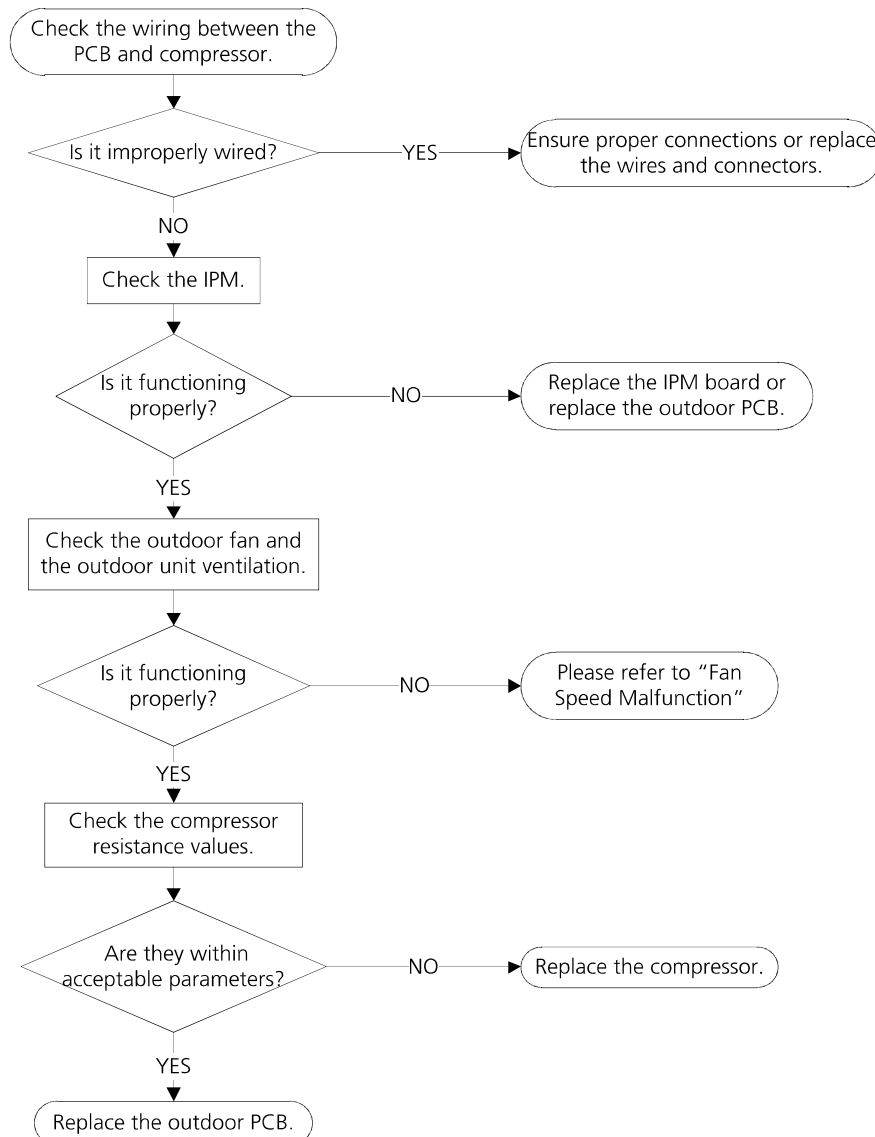 Check the wiring between the
PCB and compressor.
Is it improperly wired?
YES
Ensure proper connections or replace
the wires and connectors.
NO
Check the IPM.
Is it functioning
properly?
NO
Replace the IPM board or
replace the outdoor PCB.
YES
Check the outdoor fan and
the outdoor unit ventilation.
Is it functioning
properly?
NO
Please refer to “Fan
Speed Malfunction”
YES
Check the compressor
resistance values.
Are they within
acceptable parameters?
NO
Replace the compressor.
YES
Replace the outdoor PCB.